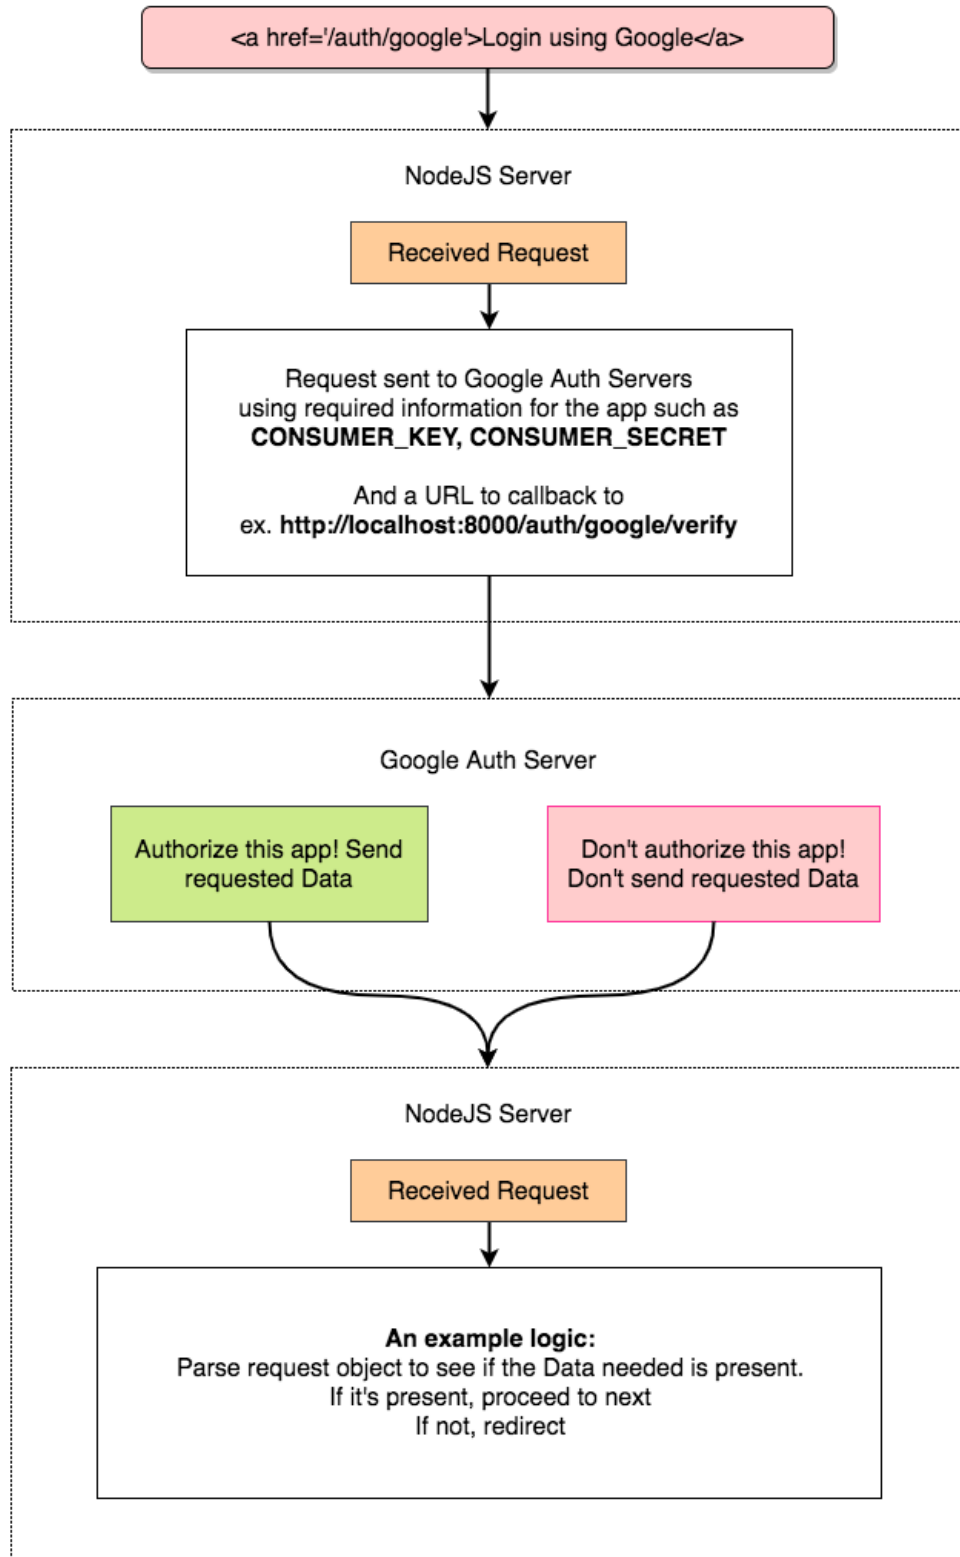 <a href='/auth/google'>Login using Google</a>
NodeJS Server
Received Request
Request sent to Google Auth Servers
using required information for the app such as
CONSUMER_KEY, CONSUMER_SECRET
And a URL to callback to
ex. http://localhost:8000/auth/google/verify
Google Auth Server
Authorize this app! Send
requested Data
Don't authorize this app!
Don't send requested Data
NodeJS Server
Received Request
An example logic:
Parse request object to see if the Data needed is present.
If it's present, proceed to next
If not, redirect